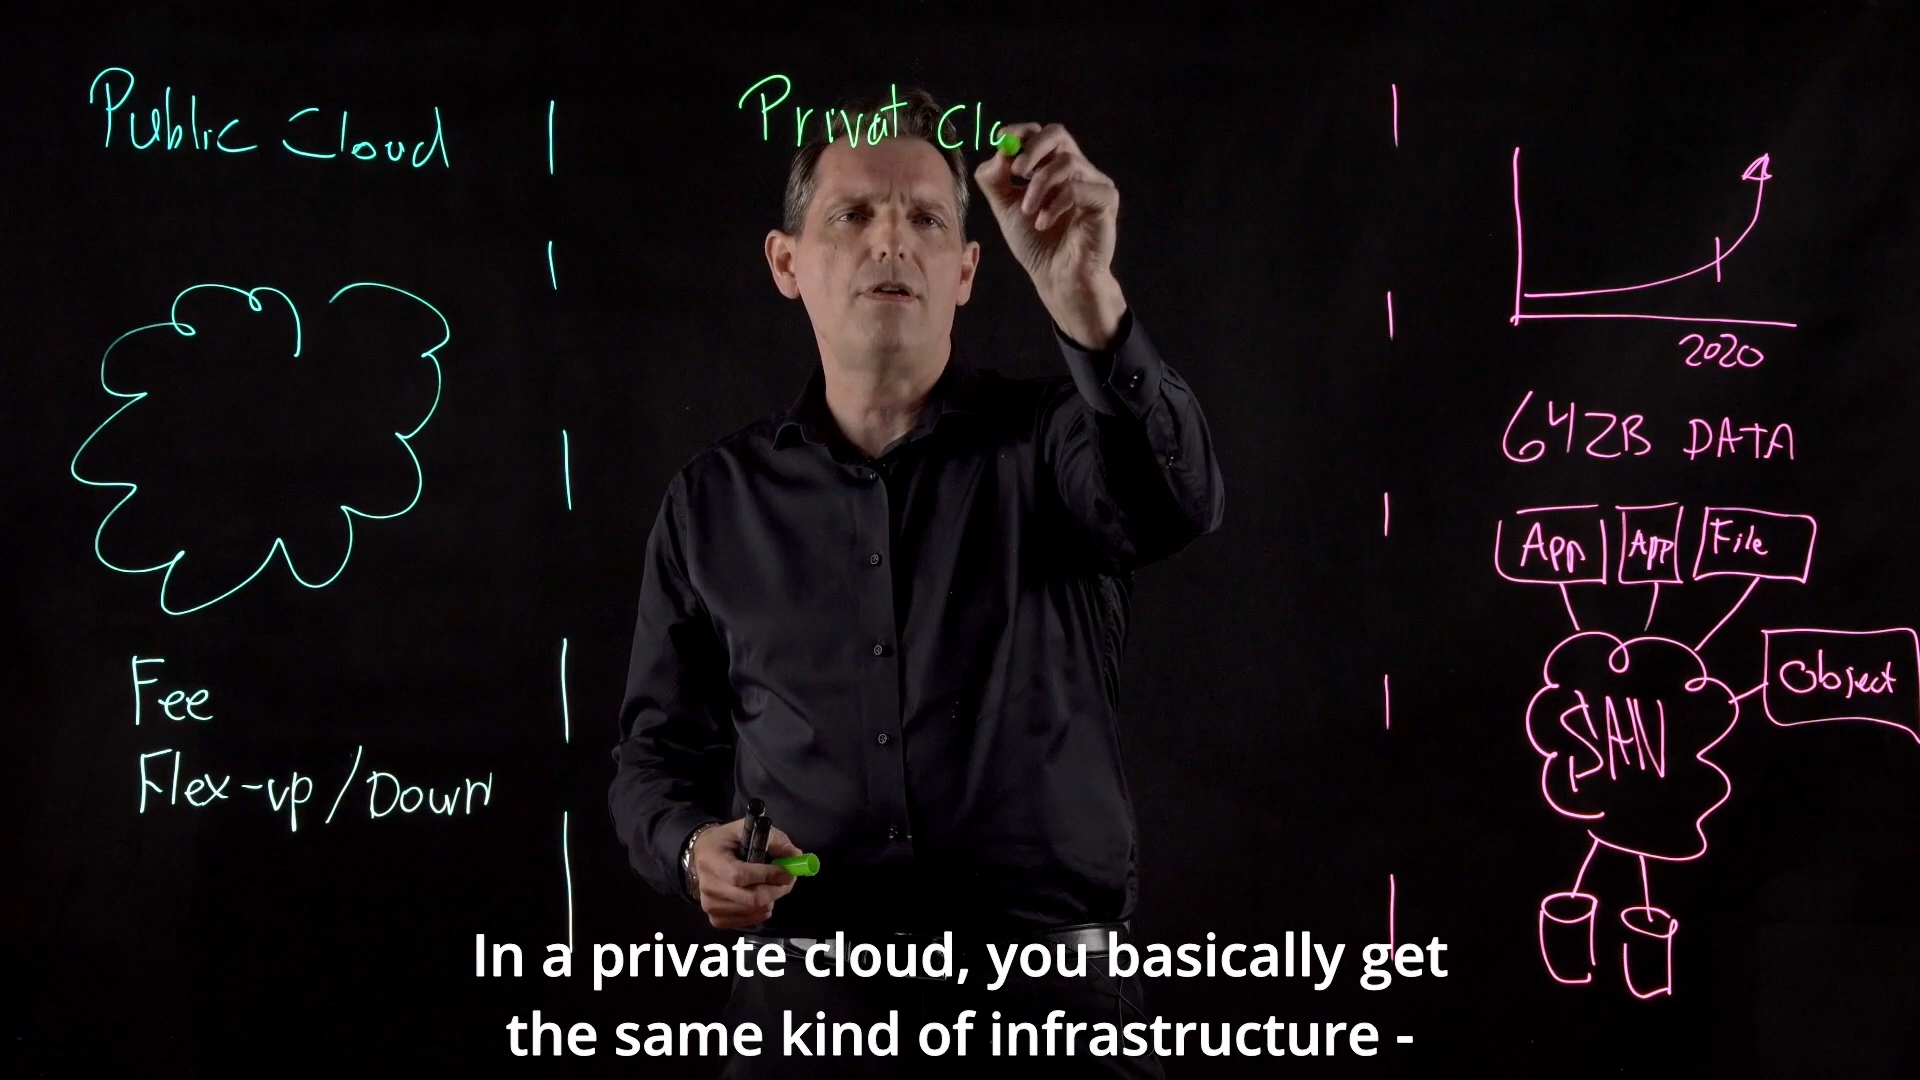 Public Cloud
Fee
Flex-up/Down
Privat Clo
2020
64ZB DATA
App
App
File
Object
SAN
In a private cloud, you basically get
the same kind of infrastructure -